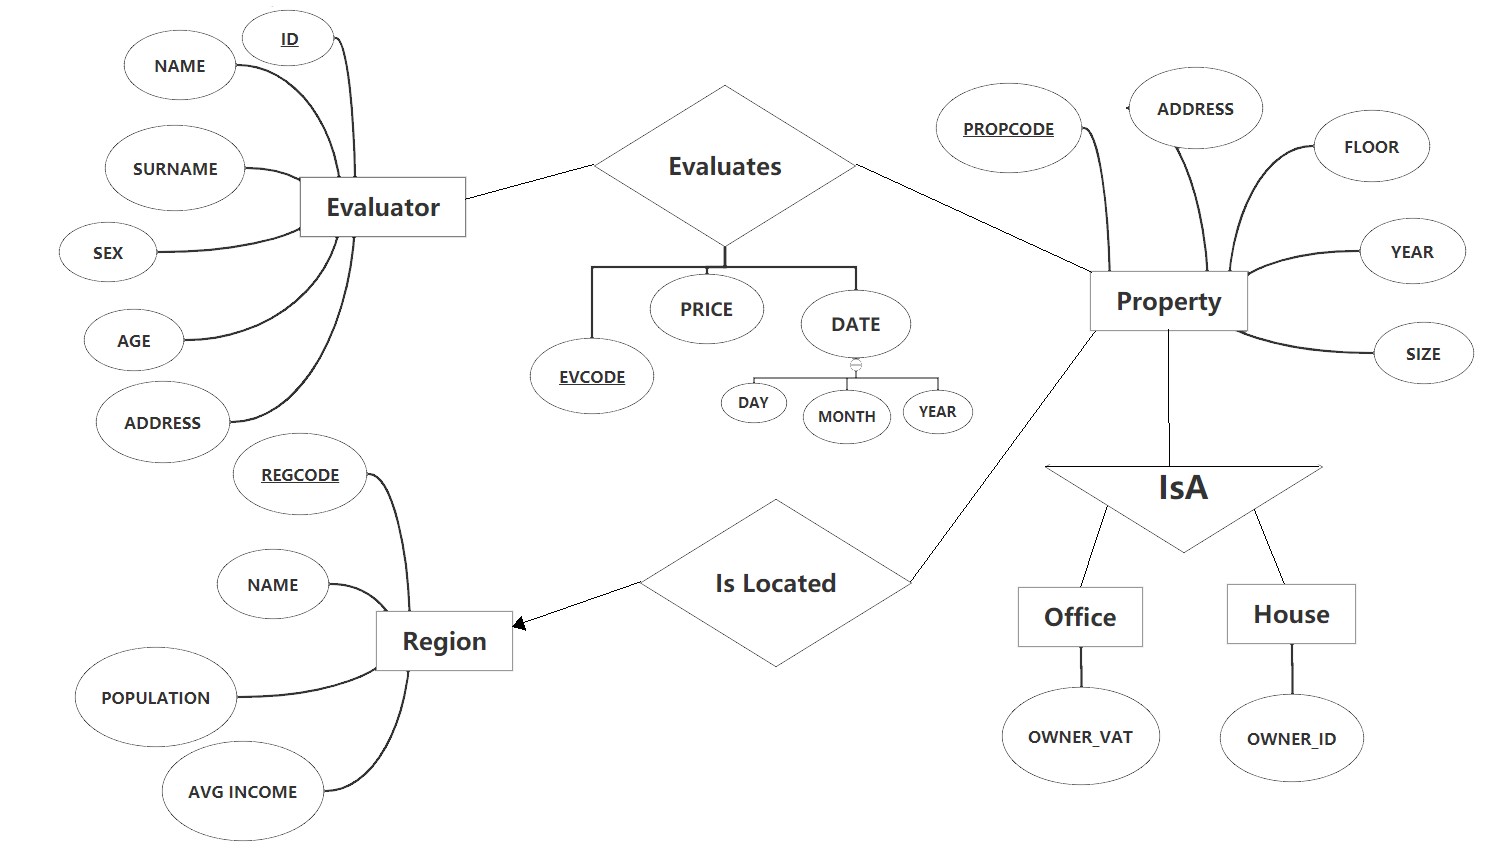 ID
NAME
SURNAME
SEX
AGE
ADDRESS
Evaluator
Evaluates
PRICE
DATE
EVCODE
DAY
MONTH
YEAR
PROPCODE
ADDRESS
FLOOR
YEAR
SIZE
Property
IsA
Office
House
OWNER_VAT
OWNER_ID
Is Located
REGCODE
NAME
Region
POPULATION
AVG INCOME